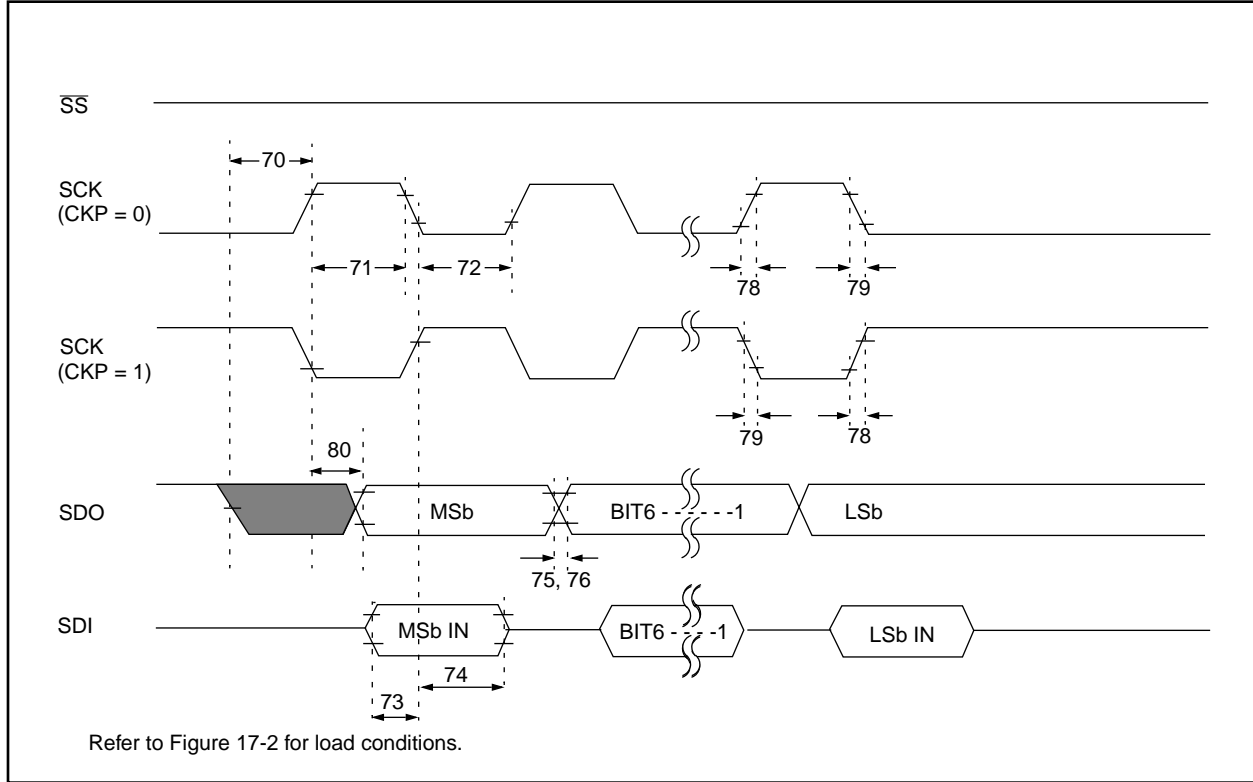 SS
70
SCK
(CKP = 0)
71
72
78
79
SCK
(CKP = 1)
79
78
80
SDO
MSb
BIT6 - - - - - -1
LSb
75, 76
SDI
MSb IN
BIT6 - - - -1
LSb IN
74
73
Refer to Figure 17-2 for load conditions.